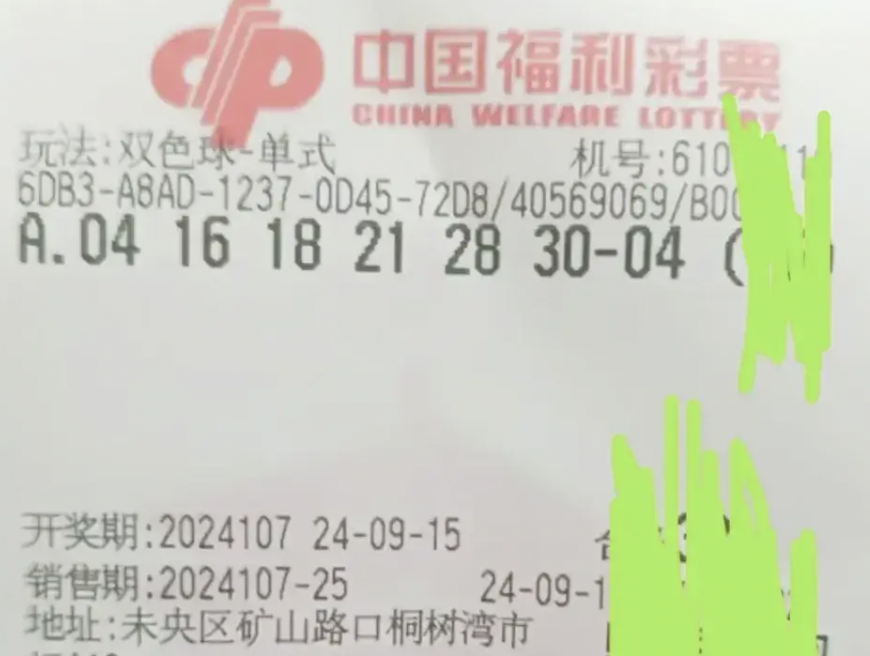 中国福利彩票
CHINA WELFARE LOTTERY
玩法:双色球-单式 机号:610
6DB3-A8AD-1237-0D45-72D8/40569069/B00
A.04 16 18 21 28 30-04 (
开奖期:2024107 24-09-15
销售期:2024107-25 24-09-1
地址:未央区矿山路口桐树湾市